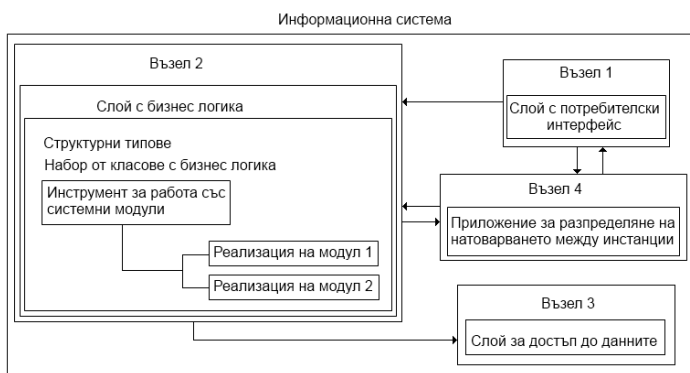 Информационна система
Възел 2
Слой с бизнес логика
Структурни типове
Набор от класове с бизнес логика
Инструмент за работа със
системни модули
Реализация на модул 1
Реализация на модул 2
Възел 1
Слой с потребителски
интерфейс
Възел 4
Приложение за разпределяне на
натоварването между инстанции
Възел 3
Слой за достъп до данните